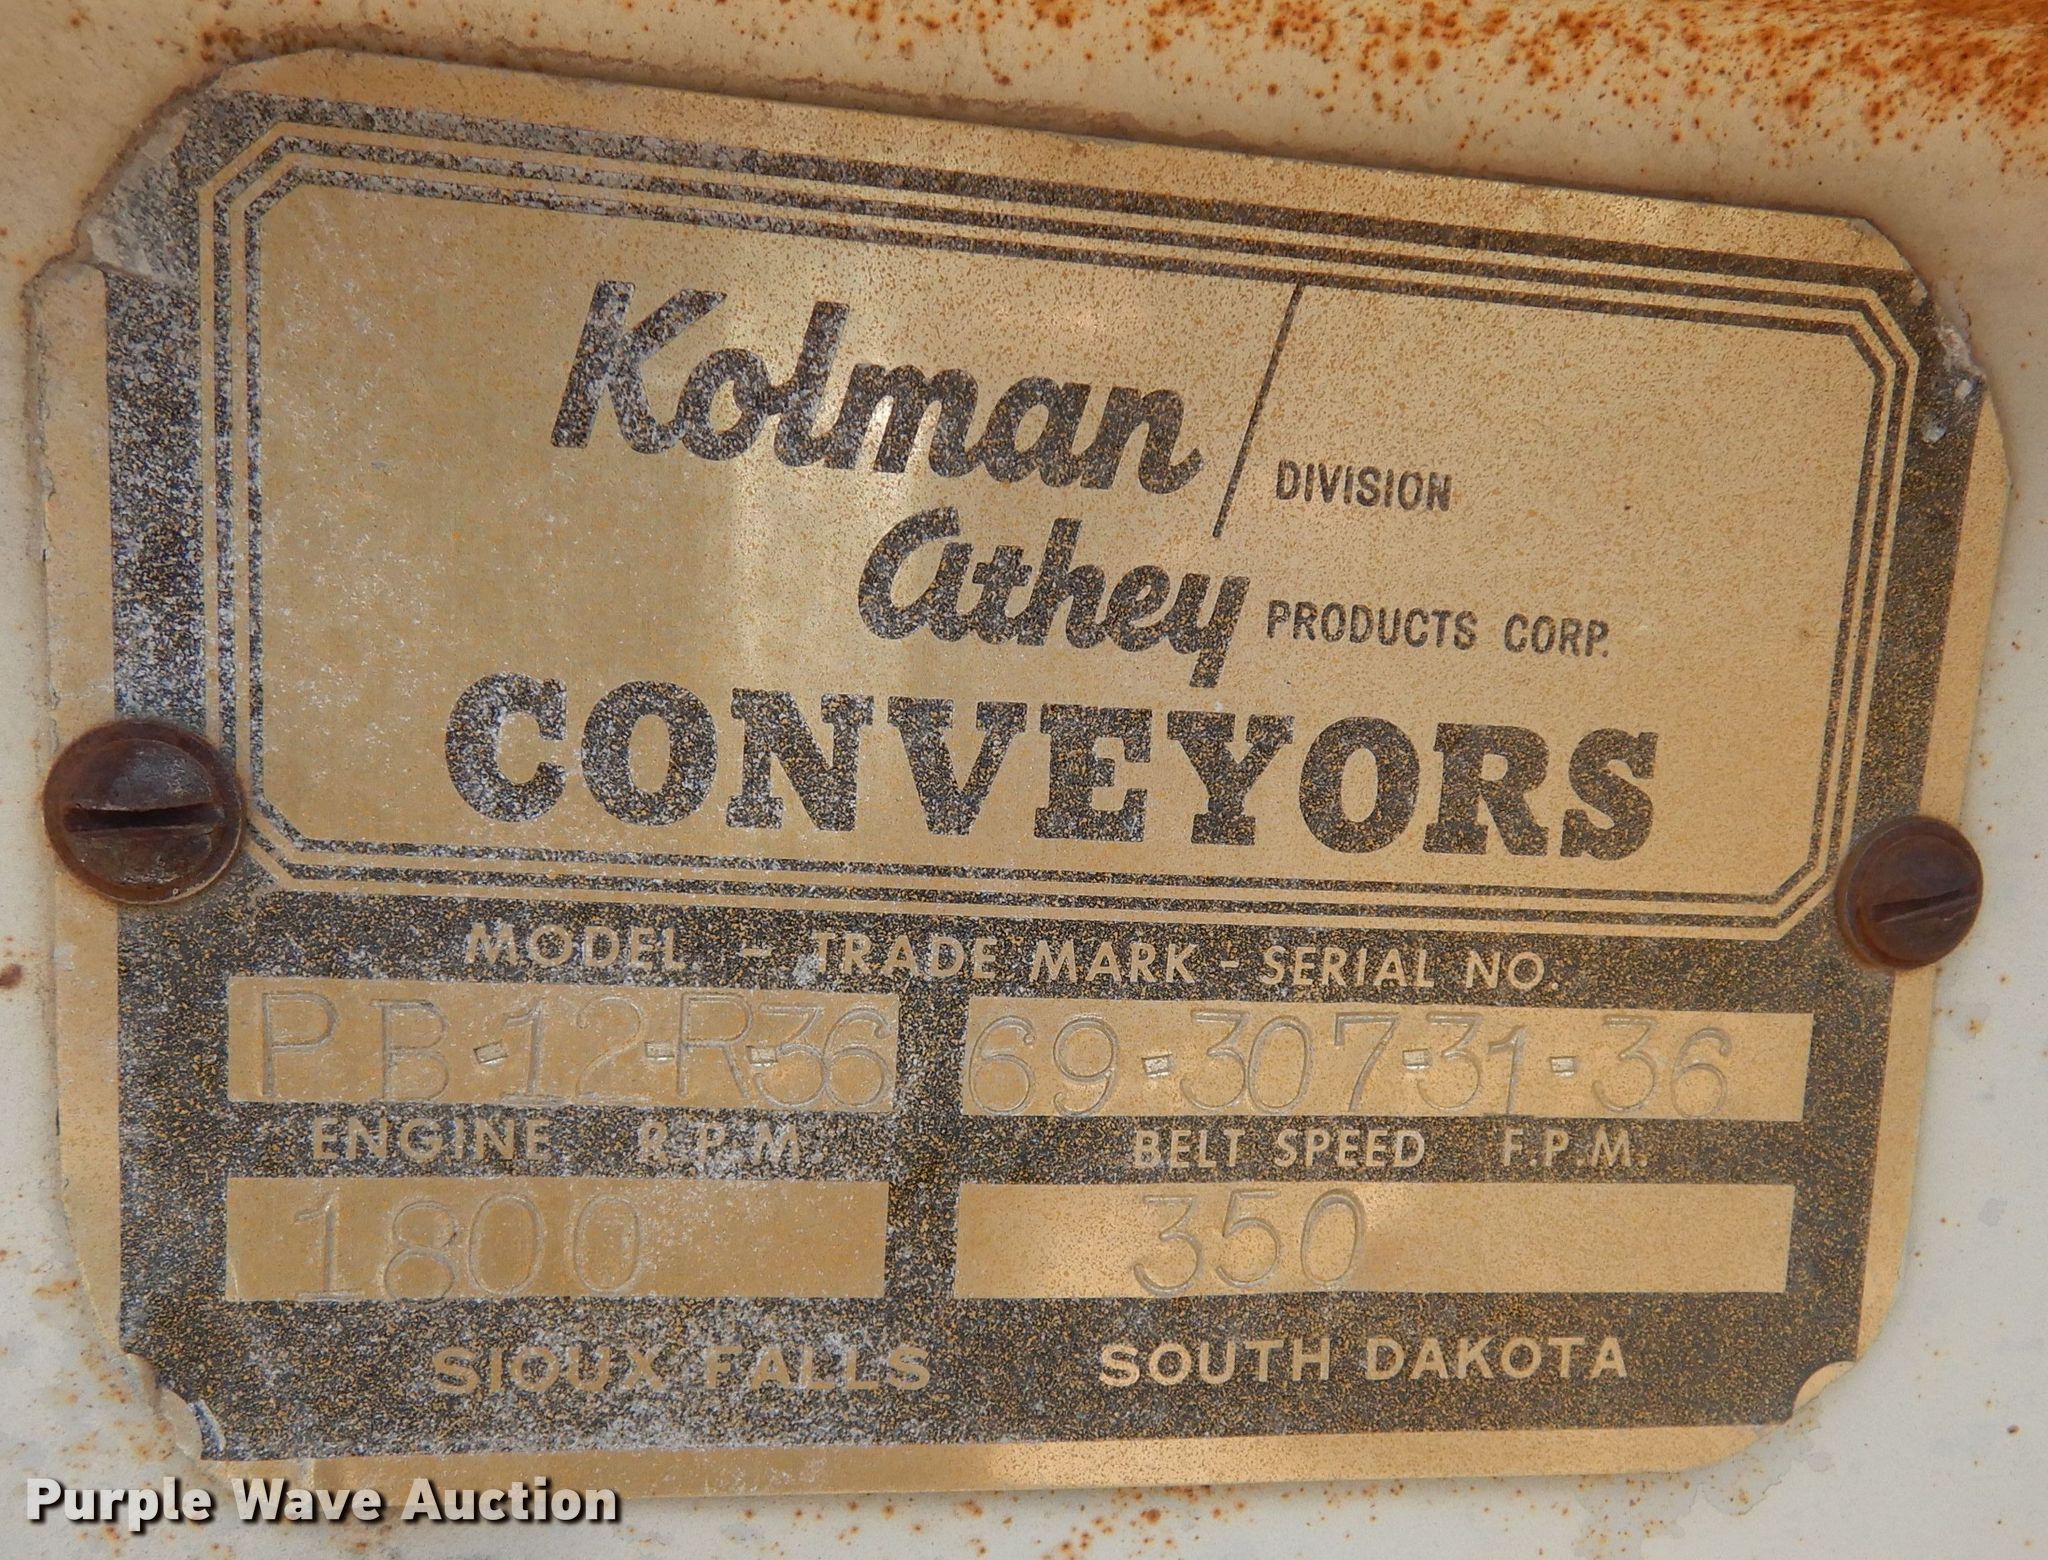 Kolman DIVISION
athey PRODUCTS CORP.
CONVEYORS
MODEL - TRADE MARK - SERIAL NO.
PB-12-R-36 69-307-31-36
ENGINE R.P.M. BELT SPEED F.P.M.
1800 350
SIOUX FALLS SOUTH DAKOTA
Purple Wave Auction